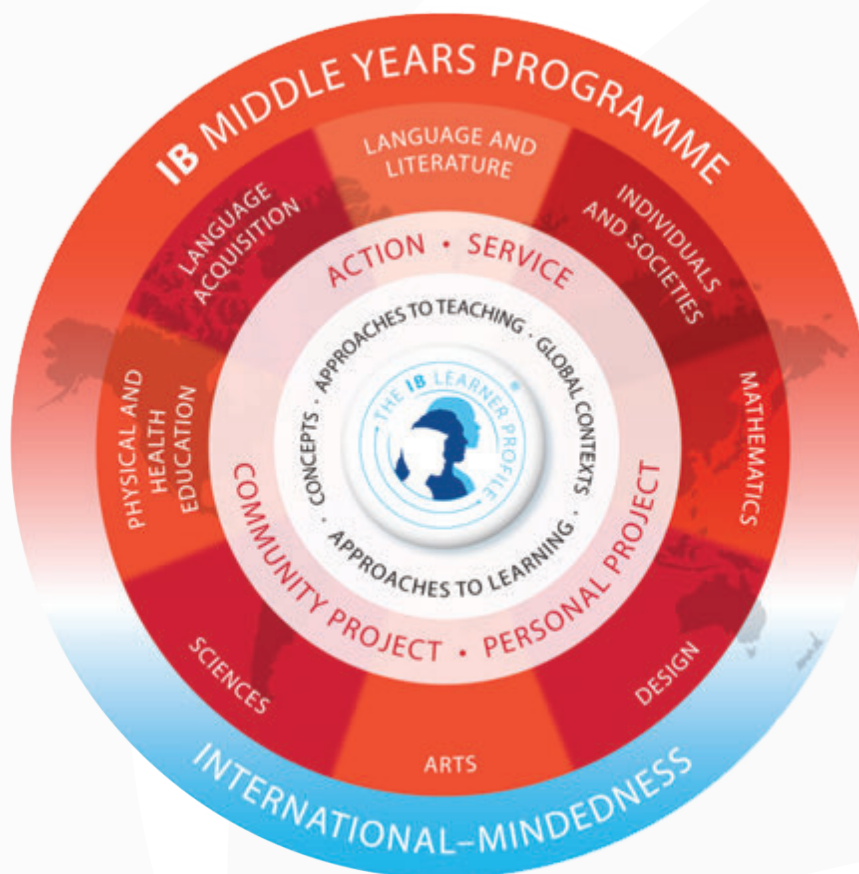 IB MIDDLE YEARS PROGRAMME
LANGUAGE AND
LITERATURE
INDIVIDUALS
AND SOCIETIES
MATHEMATICS
DESIGN
ARTS
SCIENCES
PHYSICAL AND
HEALTH
EDUCATION
LANGUAGE
ACQUISITION
ACTION • SERVICE
COMMUNITY PROJECT • PERSONAL PROJECT
APPROACHES TO TEACHING · GLOBAL CONTEXTS ·
· CONCEPTS ·
APPROACHES TO LEARNING
THE IB LEARNER PROFILE
®
INTERNATIONAL–MINDEDNESS